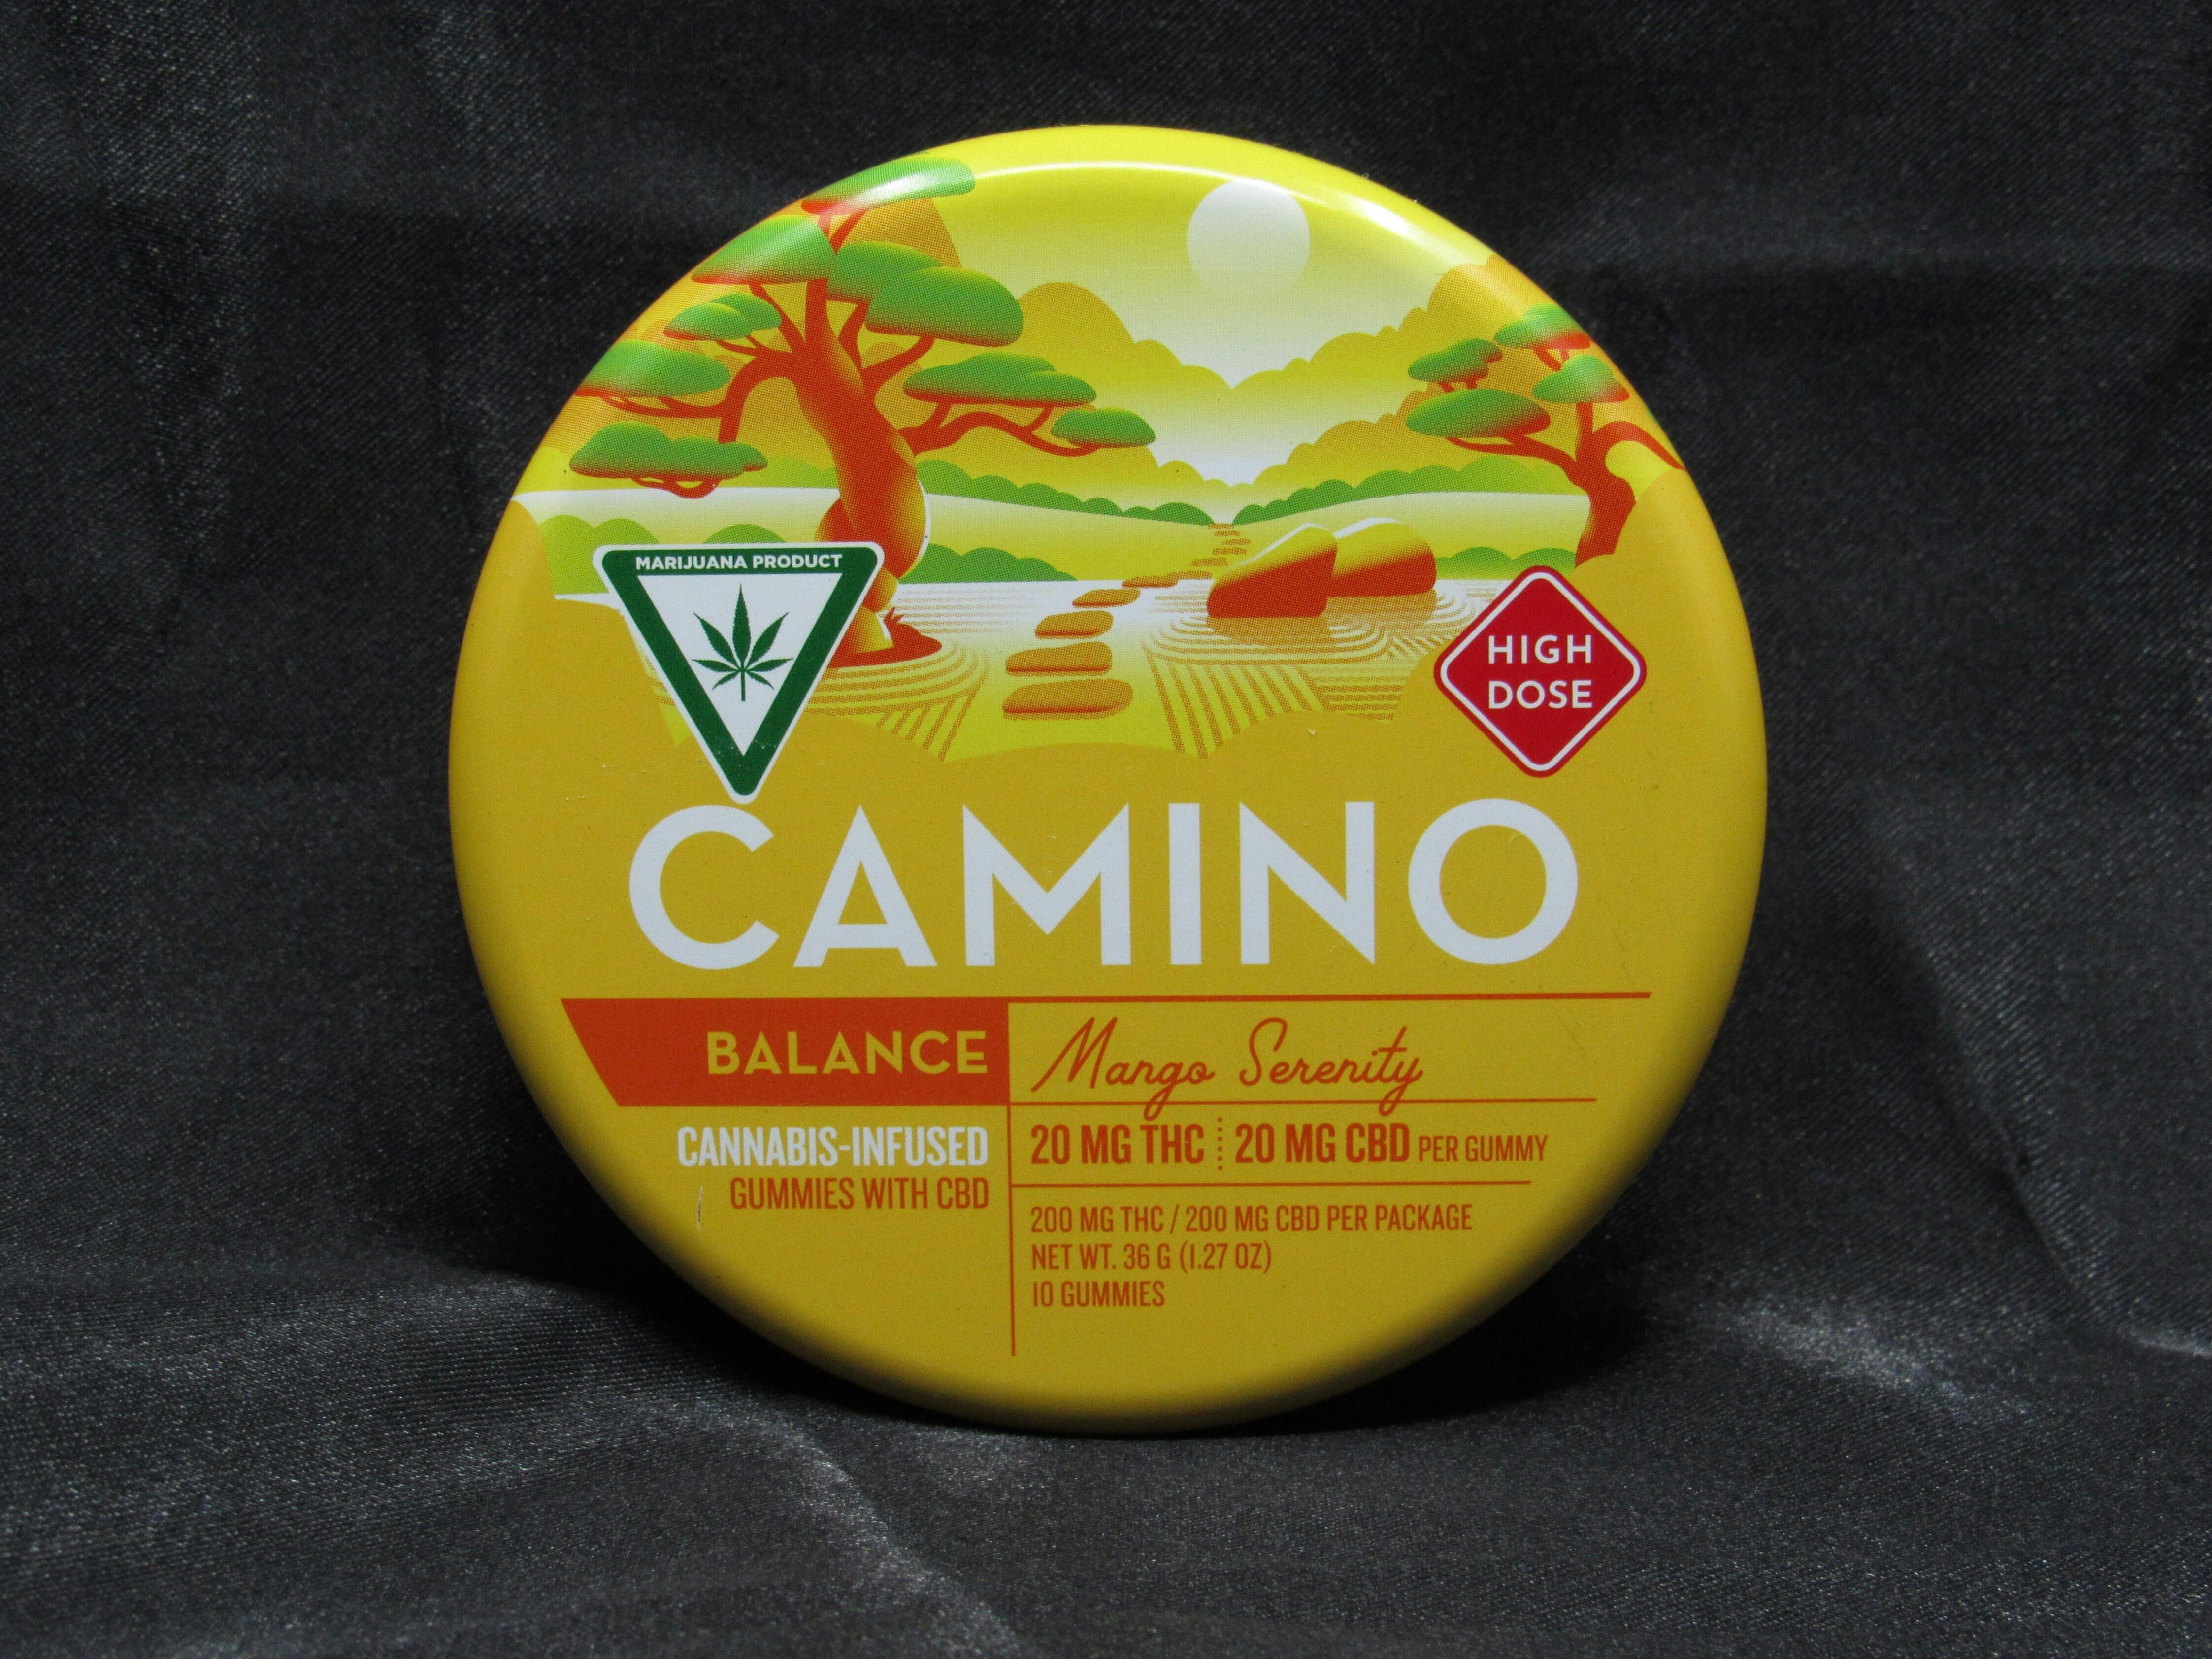 MARIJUANA PRODUCT
HIGH
DOSE
CAMINO
BALANCE
Mango Serenity
CANNABIS-INFUSED
GUMMIES WITH CBD
20 MG THC 20 MG CBD PER GUMMY
200 MG THC / 200 MG CBD PER PACKAGE
NET WT. 36 G (1.27 OZ)
10 GUMMIES